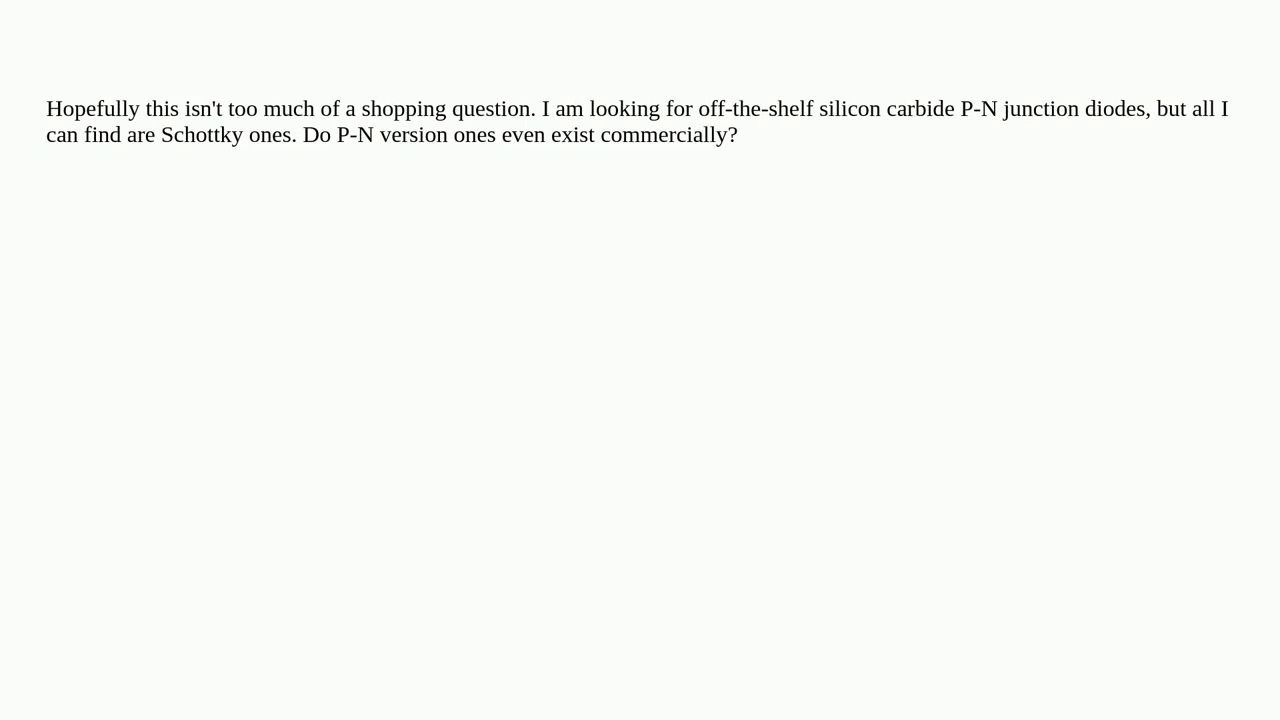 Hopefully this isn't too much of a shopping question. I am looking for off-the-shelf silicon carbide P-N junction diodes, but all I
can find are Schottky ones. Do P-N version ones even exist commercially?